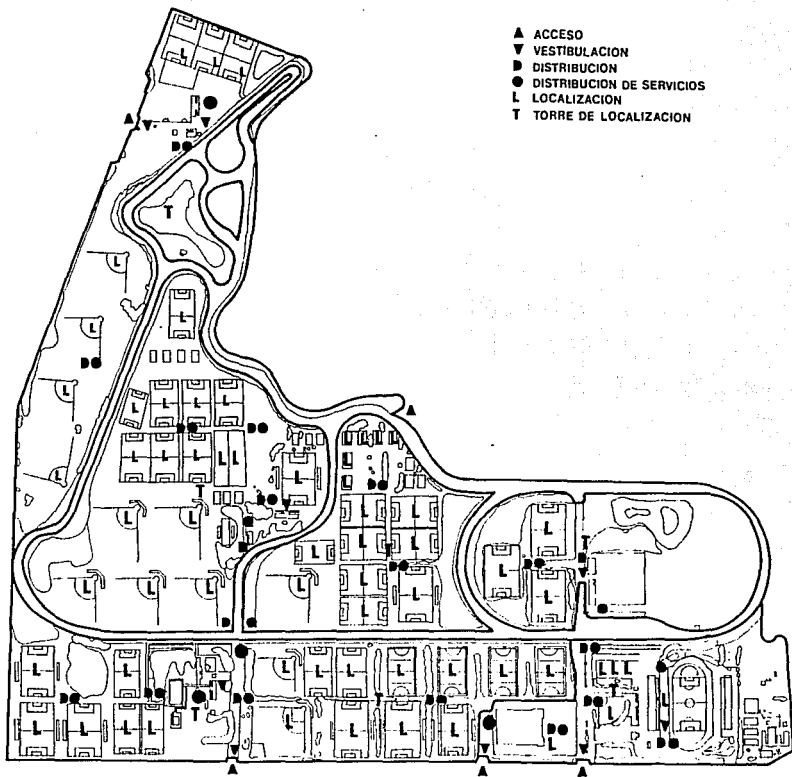 ▲ ACCESO
▼ VESTIBULACION
D DISTRIBUCION
● DISTRIBUCION DE SERVICIOS
L LOCALIZACION
T TORRE DE LOCALIZACION